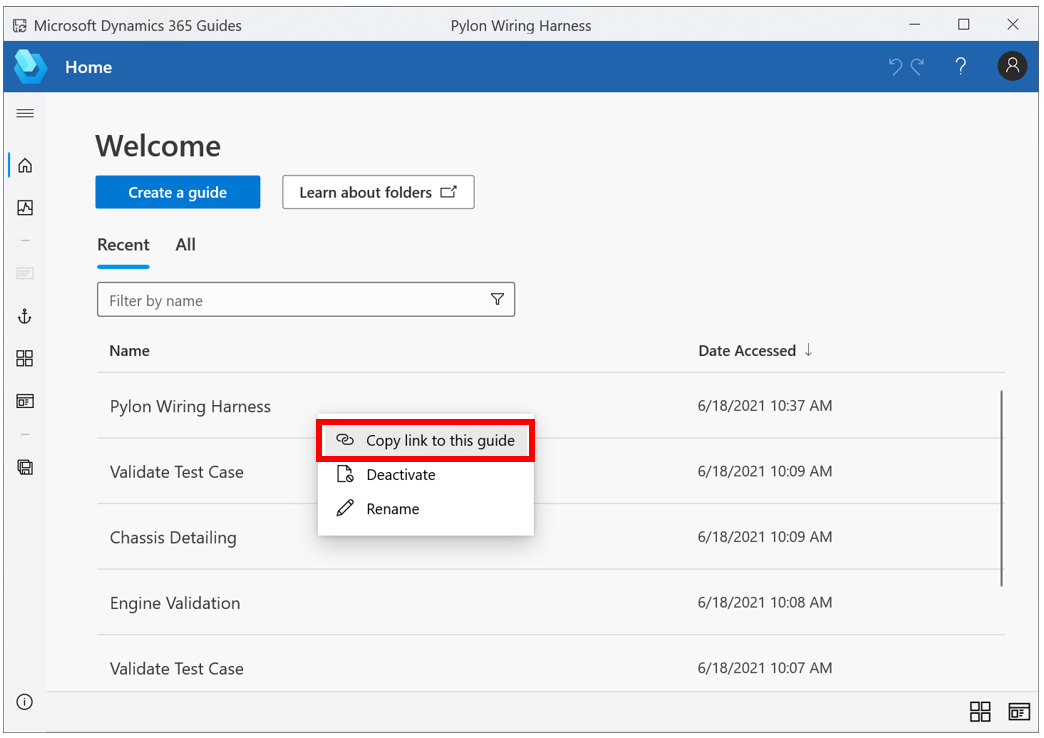 Microsoft Dynamics 365 Guides Pylon Wiring Harness
Home ?
Welcome
Create a guide Learn about folders
Recent All
Filter by name
Name Date Accessed ↓
Pylon Wiring Harness 6/18/2021 10:37 AM
Copy link to this guide
Validate Test Case 6/18/2021 10:09 AM
Deactivate
Rename
Chassis Detailing 6/18/2021 10:09 AM
Engine Validation 6/18/2021 10:08 AM
Validate Test Case 6/18/2021 10:07 AM